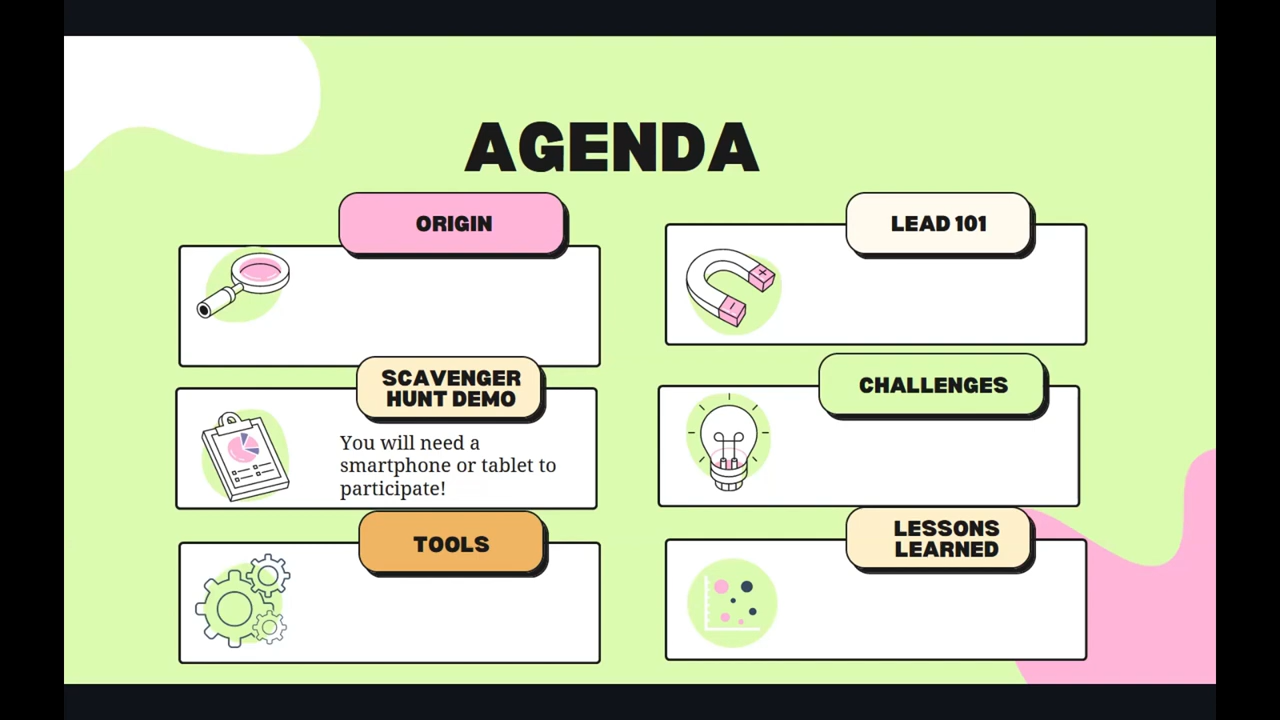 AGENDA
ORIGIN
LEAD 101
SCAVENGER
HUNT DEMO
You will need a
smartphone or tablet to
participate!
CHALLENGES
TOOLS
LESSONS
LEARNED